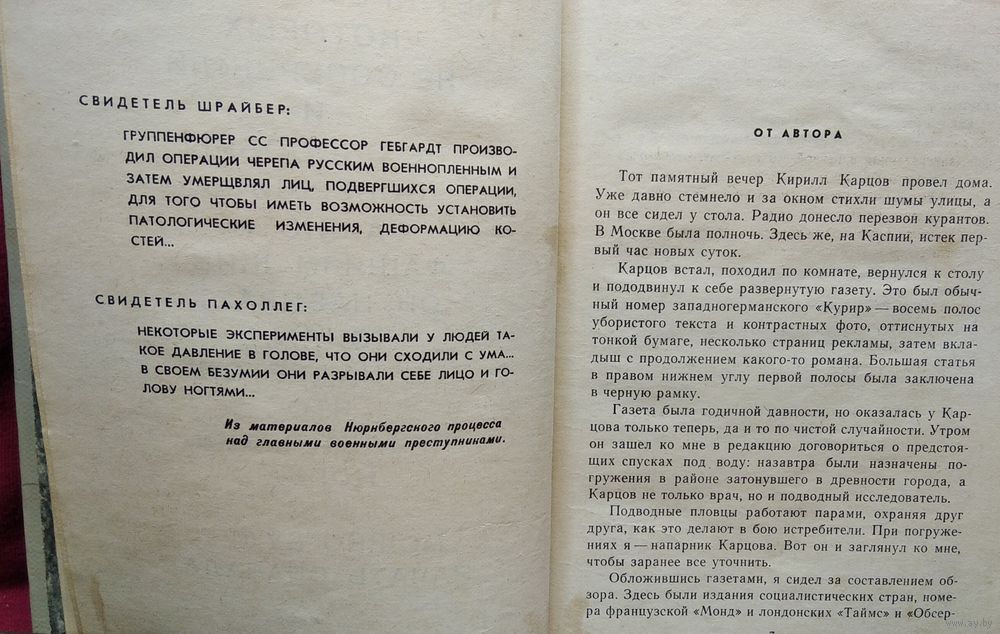 СВИДЕТЕЛЬ ШРАЙБЕР:
ГРУППЕНФЮРЕР СС ПРОФЕССОР ГЕБГАРДТ ПРОИЗВО-
ДИЛ ОПЕРАЦИИ ЧЕРЕПА РУССКИМ ВОЕННОПЛЕННЫМ И
ЗАТЕМ УМЕРЩВЛЯЛ ЛИЦ, ПОДВЕРГШИХСЯ ОПЕРАЦИИ,
ДЛЯ ТОГО ЧТОБЫ ИМЕТЬ ВОЗМОЖНОСТЬ УСТАНОВИТЬ
ПАТОЛОГИЧЕСКИЕ ИЗМЕНЕНИЯ, ДЕФОРМАЦИЮ КО-
СТЕЙ...
СВИДЕТЕЛЬ ПАХОЛЛЕГ:
НЕКОТОРЫЕ ЭКСПЕРИМЕНТЫ ВЫЗЫВАЛИ У ЛЮДЕЙ ТА-
КОЕ ДАВЛЕНИЕ В ГОЛОВЕ, ЧТО ОНИ СХОДИЛИ С УМА...
В СВОЕМ БЕЗУМИИ ОНИ РАЗРЫВАЛИ СЕБЕ ЛИЦО И ГО-
ЛОВУ НОГТЯМИ...
Из материалов Нюрнбергского процесса
над главными военными преступниками.
ОТ АВТОРА
Тот памятный вечер Кирилл Карцов провел дома.
Уже давно стемнело и за окном стихли шумы улицы, а
он все сидел у стола. Радио донесло перезвон курантов.
В Москве была полночь. Здесь же, на Каспии, истек пер-
вый час новых суток.
Карцов встал, походил по комнате, вернулся к столу
и пододвинул к себе развернутую газету. Это был обыч-
ный номер западногерманского «Курир» — восемь полос
убористого текста и контрастных фото, оттиснутых на
тонкой бумаге, несколько страниц рекламы, затем вкла-
дыш с продолжением какого-то романа. Большая статья
в правом нижнем углу первой полосы была заключена
в черную рамку.
Газета была годичной давности, но оказалась у Кар-
цова только теперь, да и то по чистой случайности. Утром
он зашел ко мне в редакцию договориться о предстоя-
щих спусках под воду: назавтра были назначены по-
гружения в районе затонувшего в древности города, а
Карцов не только врач, но и подводный исследователь.
Подводные пловцы работают парами, охраняя друг
друга, как это делают в бою истребители. При погруже-
ниях я — напарник Карцова. Вот он и заглянул ко мне,
чтобы заранее все уточнить.
Обложившись газетами, я сидел за составлением об-
зора. Здесь были издания социалистических стран, номе-
ра французской «Монд» и лондонских «Таймс» и «Обсер-
www.ay.by